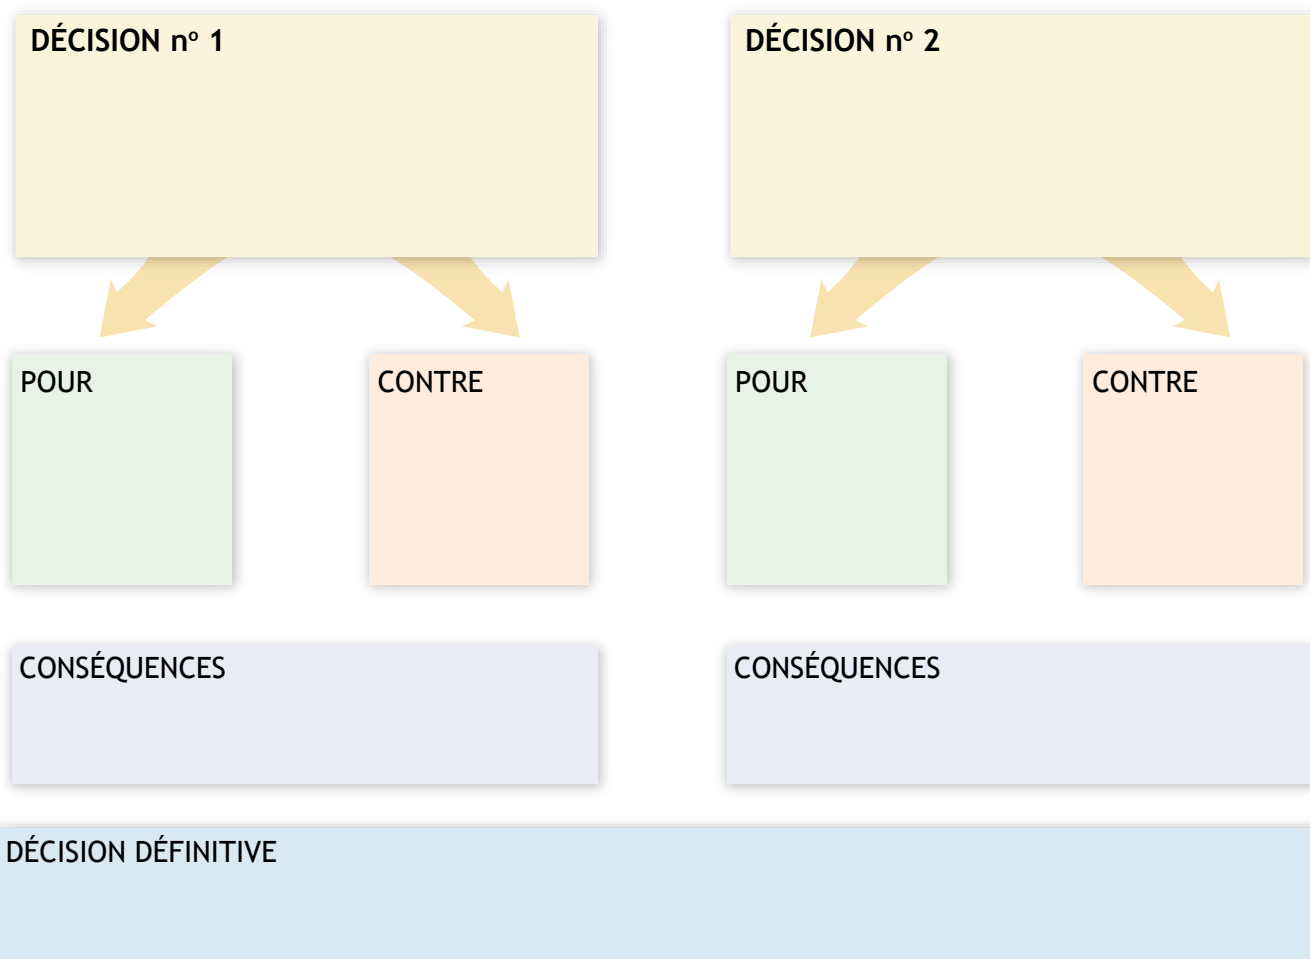 DÉCISION nº 1
DÉCISION nº 2
POUR
CONTRE
POUR
CONTRE
CONSÉQUENCES
CONSÉQUENCES
DÉCISION DÉFINITIVE